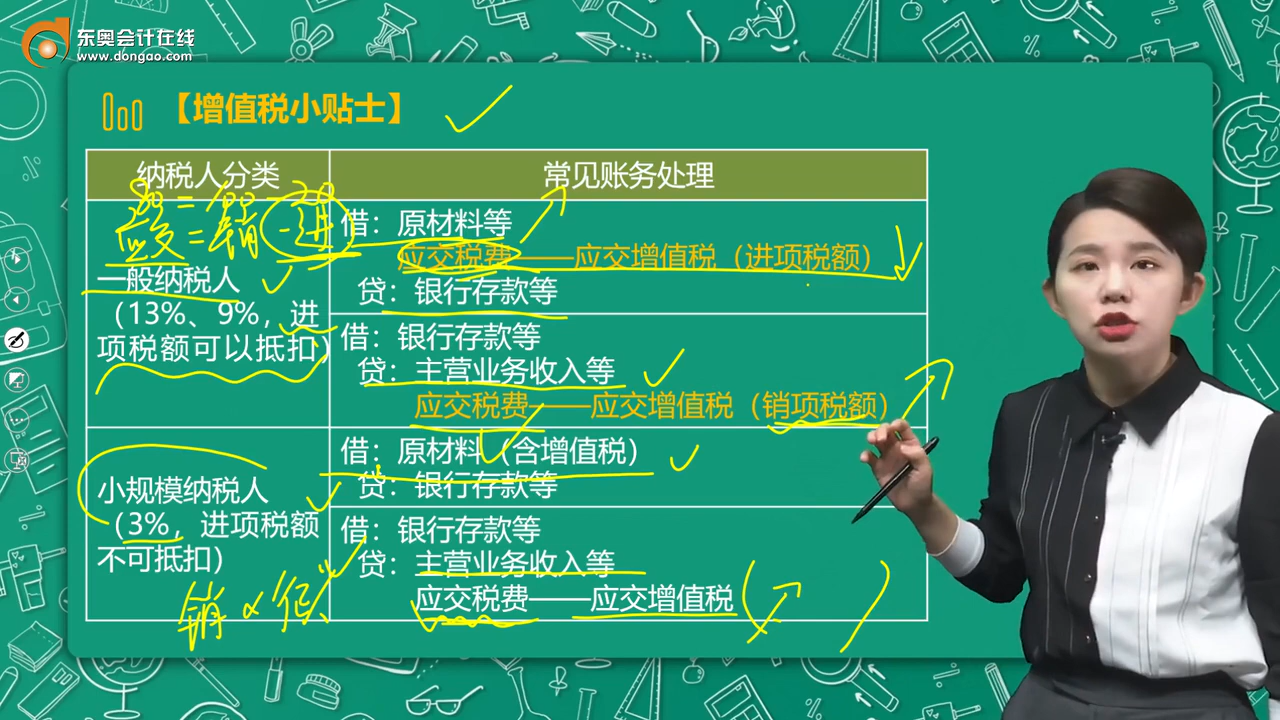 东奥会计在线
www.dongao.com
【增值税小贴士】
纳税人分类
常见账务处理
80 = 100 - 20
应交 = 销 - 进
一般纳税人
（13%、9%，进
项税额可以抵扣）
借：原材料等
应交税费——应交增值税（进项税额）
贷：银行存款等
借：银行存款等
贷：主营业务收入等
应交税费——应交增值税（销项税额）
小规模纳税人
（3%，进项税额
不可抵扣）
借：原材料（含增值税）
贷：银行存款等
借：银行存款等
贷：主营业务收入等
应交税费——应交增值税
销